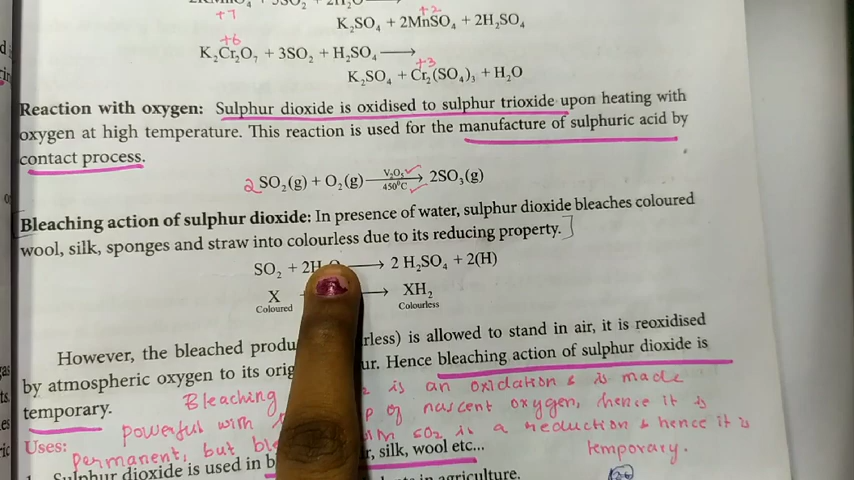 +7
+2
K₂SO₄ + 2MnSO₄ + 2H₂SO₄
+6
K₂Cr₂O₇ + 3SO₂ + H₂SO₄ ⟶
+3
K₂SO₄ + Cr₂(SO₄)₃ + H₂O
Reaction with oxygen: Sulphur dioxide is oxidised to sulphur trioxide upon heating with
oxygen at high temperature. This reaction is used for the manufacture of sulphuric acid by
contact process.
2SO₂(g) + O₂(g) V₂O₅ 450⁰C ⟶ 2SO₃(g)
Bleaching action of sulphur dioxide: In presence of water, sulphur dioxide bleaches coloured
wool, silk, sponges and straw into colourless due to its reducing property.
SO₂ + ⟶ 2 H₂SO₄ + 2(H)
X ⟶ XH₂
Coloured Colourless
However, the bleached is allowed to stand in air, it is reoxidised
by atmospheric oxygen to its Hence bleaching action of sulphur dioxide is
temporary. Bleaching is an oxidation & is made
powerful with of nascent oxygen, hence it is
Uses: permanent, but SO₂ is a reduction & hence it is
temporary.
Sulphur dioxide is used in silk, wool etc...
in agriculture.